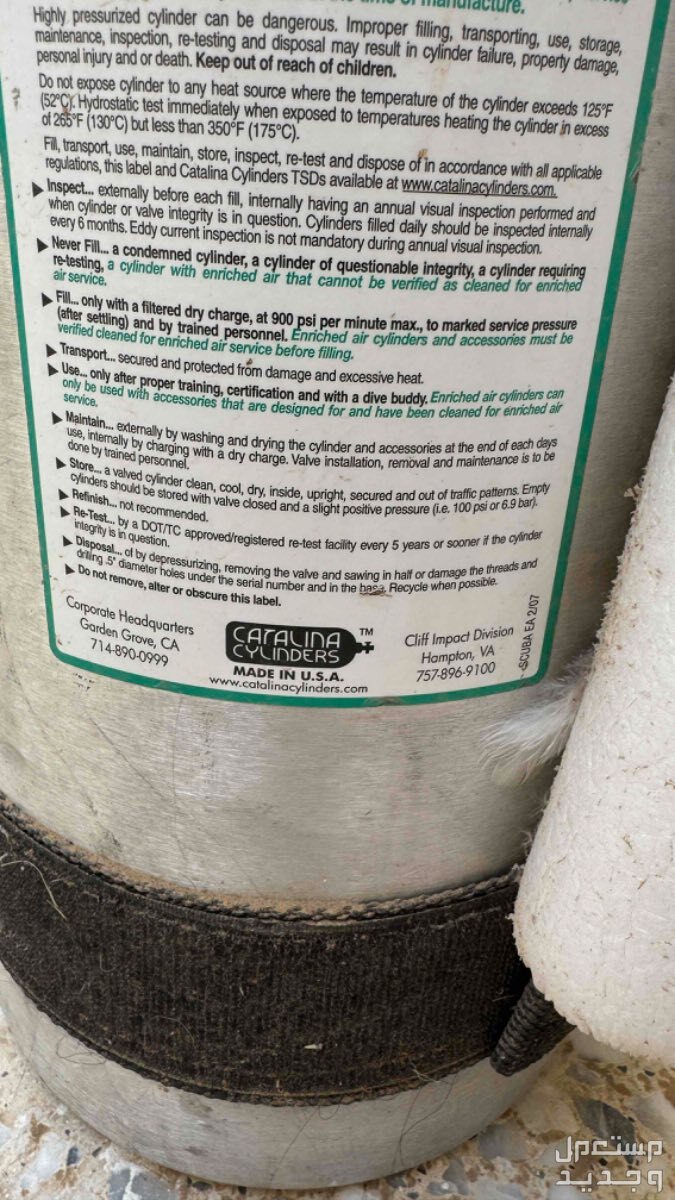 of manufacture.
Highly pressurized cylinder can be dangerous. Improper filling, transporting, use, storage,
maintenance, inspection, re-testing and disposal may result in cylinder failure, property damage,
personal injury and or death. Keep out of reach of children.
Do not expose cylinder to any heat source where the temperature of the cylinder exceeds 125°F
(52°C). Hydrostatic test immediately when exposed to temperatures heating the cylinder in excess
of 265°F (130°C) but less than 350°F (175°C).
Fill, transport, use, maintain, store, inspect, re-test and dispose of in accordance with all applicable
regulations, this label and Catalina Cylinders TSDs available at www.catalinacylinders.com.
▶ Inspect... externally before each fill, internally having an annual visual inspection performed and
when cylinder or valve integrity is in question. Cylinders filled daily should be inspected internally
every 6 months. Eddy current inspection is not mandatory during annual visual inspection.
▶ Never Fill... a condemned cylinder, a cylinder of questionable integrity, a cylinder requiring
re-testing, a cylinder with enriched air that cannot be verified as cleaned for enriched
air service.
▶ Fill... only with a filtered dry charge, at 900 psi per minute max., to marked service pressure
(after settling) and by trained personnel. Enriched air cylinders and accessories must be
verified cleaned for enriched air service before filling.
▶ Transport... secured and protected from damage and excessive heat.
▶ Use... only after proper training, certification and with a dive buddy. Enriched air cylinders can
only be used with accessories that are designed for and have been cleaned for enriched air
service.
▶ Maintain... externally by washing and drying the cylinder and accessories at the end of each days
use, internally by charging with a dry charge. Valve installation, removal and maintenance is to be
done by trained personnel.
▶ Store... a valved cylinder clean, cool, dry, inside, upright, secured and out of traffic patterns. Empty
cylinders should be stored with valve closed and a slight positive pressure (i.e. 100 psi or 6.9 bar).
▶ Refinish... not recommended.
▶ Re-Test... by a DOT/TC approved/registered re-test facility every 5 years or sooner if the cylinder
integrity is in question.
▶ Disposal... of by depressurizing, removing the valve and sawing in half or damage the threads and
drilling .5" diameter holes under the serial number and in the base. Recycle when possible.
▶ Do not remove, alter or obscure this label.
Corporate Headquarters
Garden Grove, CA
714-890-0999
CATALINA
CYLINDERS
TM
MADE IN U.S.A.
www.catalinacylinders.com
Cliff Impact Division
Hampton, VA
757-896-9100
SCUBA EA 2/07
مستعمل
وجديد